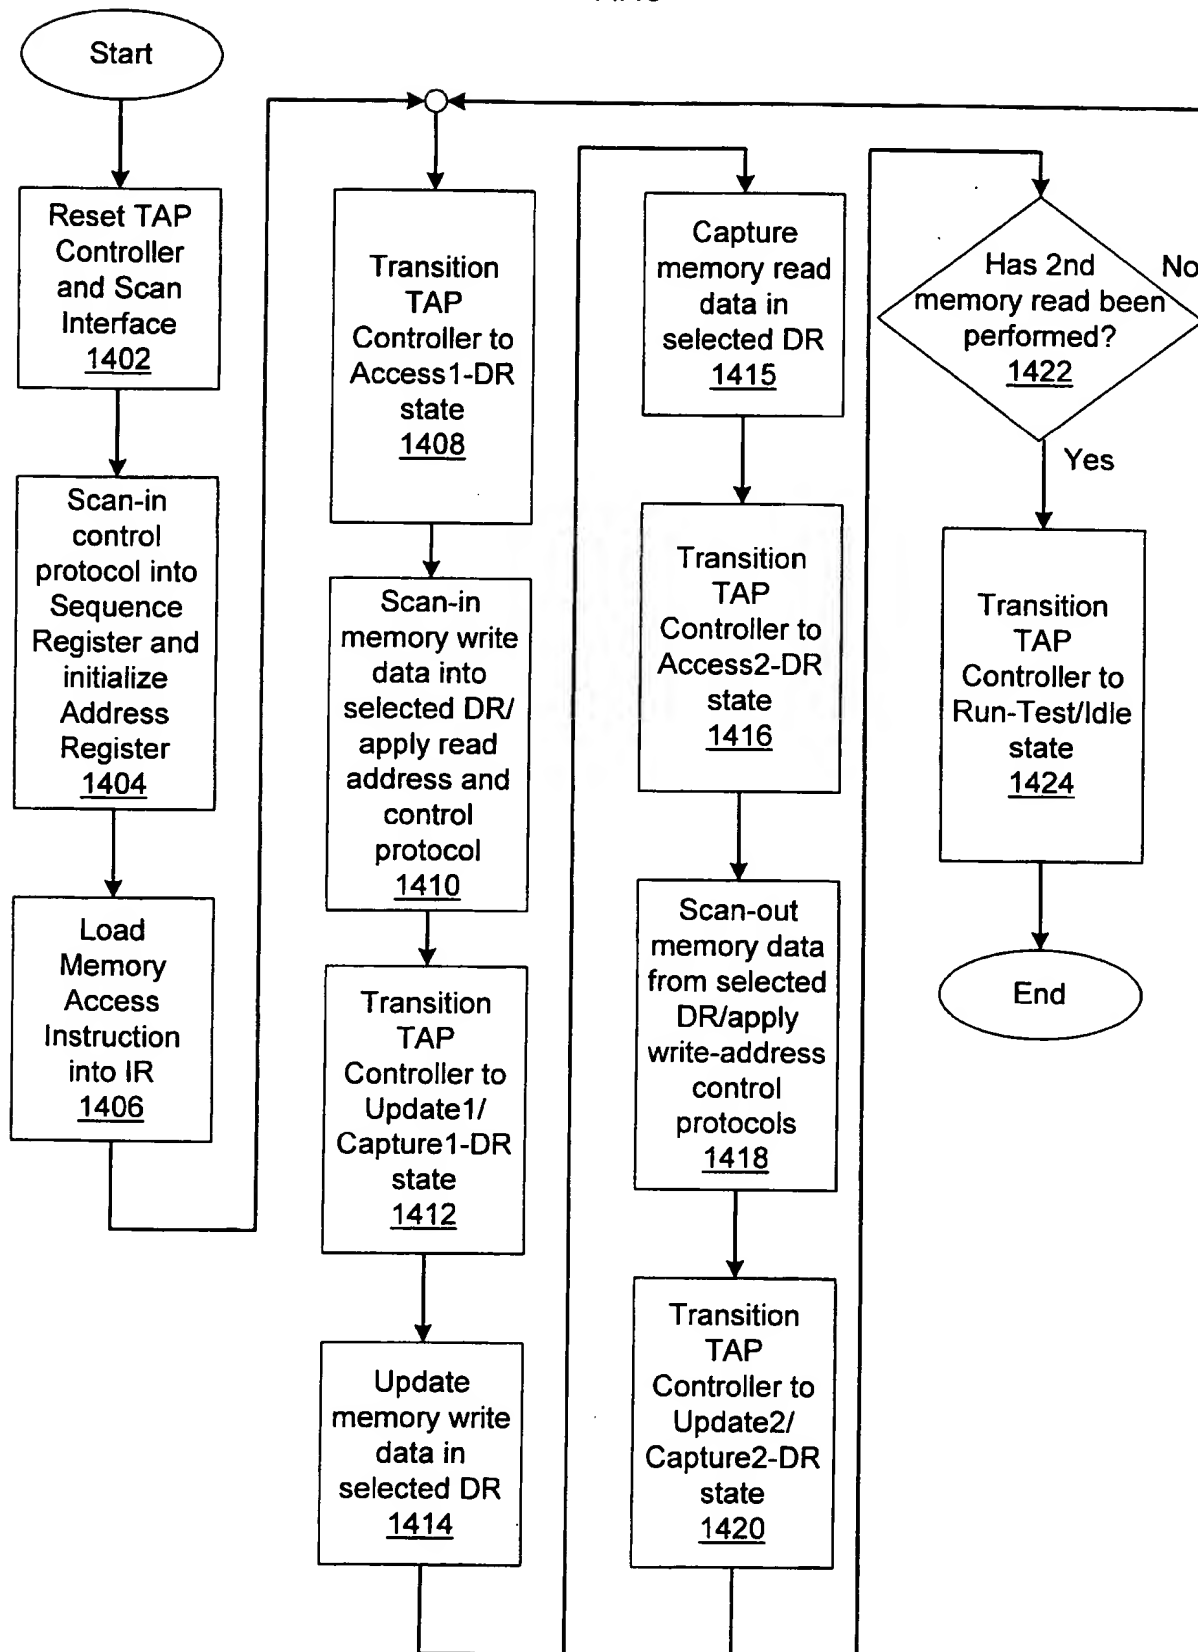 Start
Reset TAP
Controller
and Scan
Interface
1402
Scan-in
control
protocol into
Sequence
Register and
initialize
Address
Register
1404
Load
Memory
Access
Instruction
into IR
1406
Transition
TAP
Controller to
Access1-DR
state
1408
Scan-in
memory write
data into
selected DR/
apply read
address and
control
protocol
1410
Transition
TAP
Controller to
Update1/
Capture1-DR
state
1412
Update
memory write
data in
selected DR
1414
Capture
memory read
data in
selected DR
1415
Transition
TAP
Controller to
Access2-DR
state
1416
Scan-out
memory data
from selected
DR/apply
write-address
control
protocols
1418
Transition
TAP
Controller to
Update2/
Capture2-DR
state
1420
Has 2nd
memory read been
performed?
1422
No
Yes
Transition
TAP
Controller to
Run-Test/Idle
state
1424
End